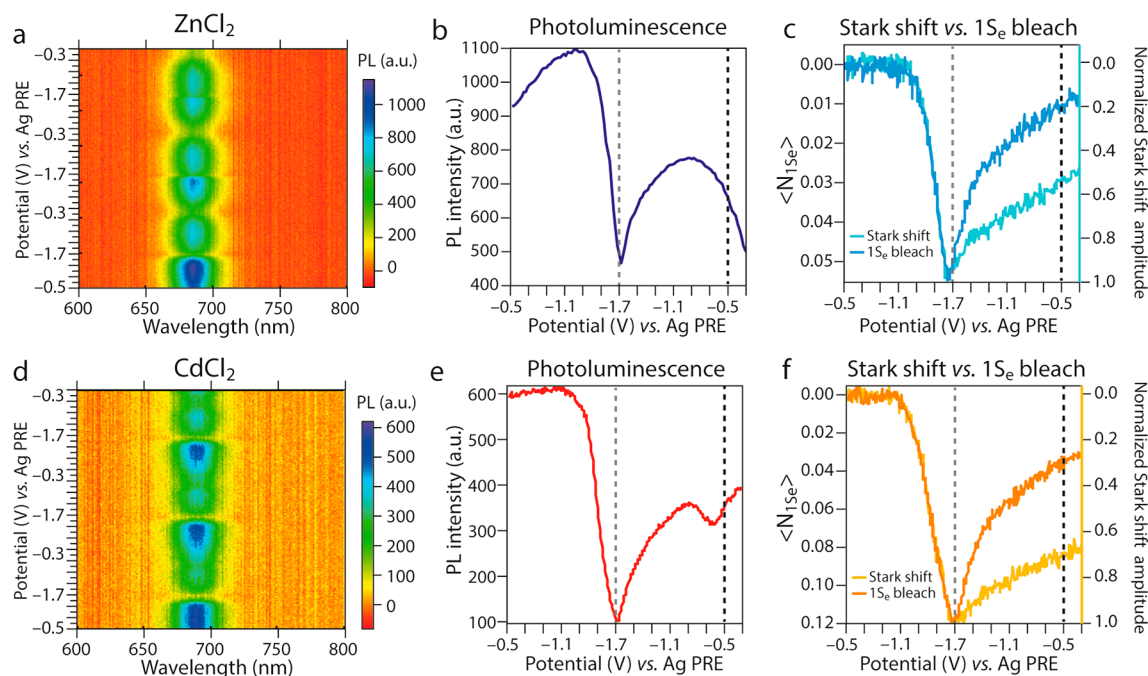 a
ZnCl2
Potential (V) vs. Ag PRE
−0.3
−1.7
−0.3
−1.7
−0.3
−1.7
−0.5
600 650 700 750 800
Wavelength (nm)
PL (a.u.)
1000
800
600
400
200
0
b
Photoluminescence
PL intensity (a.u.)
1100
1000
900
800
700
600
500
400
−0.5 −1.1 −1.7 −1.1 −0.5
Potential (V) vs. Ag PRE
c
Stark shift vs. 1Se bleach
<N1Se>
0.00
0.01
0.02
0.03
0.04
0.05
Stark shift
1Se bleach
−0.5 −1.1 −1.7 −1.1 −0.5
Potential (V) vs. Ag PRE
0.0
0.2
0.4
0.6
0.8
1.0
Normalized Stark shift amplitude
d
CdCl2
Potential (V) vs. Ag PRE
−0.3
−1.7
−0.3
−1.7
−0.3
−1.7
−0.5
600 650 700 750 800
Wavelength (nm)
PL (a.u.)
600
500
400
300
200
100
0
e
Photoluminescence
PL intensity (a.u.)
600
500
400
300
200
100
−0.5 −1.1 −1.6 −1.1 −0.5
Potential (V) vs. Ag PRE
f
Stark shift vs. 1Se bleach
<N1Se>
0.00
0.04
0.06
0.08
0.10
0.12
Stark shift
1Se bleach
−0.5 −1.1 −1.6 −1.1 −0.5
Potential (V) vs. Ag PRE
0.0
0.2
0.4
0.6
0.8
1.0
Normalized Stark shift amplitude